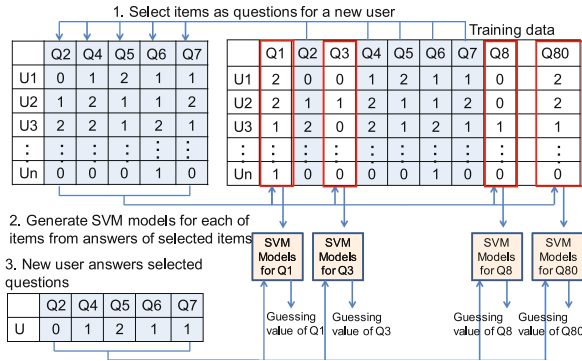 1. Select items as questions for a new user
Training data
Q2 Q4 Q5 Q6 Q7
U1 0 1 2 1 1
U2 1 2 1 1 2
U3 2 2 1 2 1
⋮ ⋮ ⋮ ⋮ ⋮ ⋮
Un 0 0 0 1 0
Q1 Q2 Q3 Q4 Q5 Q6 Q7 Q8 Q80
U1 2 0 0 1 2 1 1 0 2
U2 2 1 1 2 1 1 2 0 2
U3 1 2 0 2 1 2 1 1 1
⋮ ⋮ ⋮ ⋮ ⋮ ⋮ ⋮ ⋮ ⋮ ⋮
Un 1 0 0 0 0 1 0 0 0
2. Generate SVM models for each of
items from answers of selected items
SVM
Models
for Q1
SVM
Models
for Q3
SVM
Models
for Q8
SVM
Models
for Q80
3. New user answers selected
questions
Q2 Q4 Q5 Q6 Q7
U 0 1 2 1 1
Guessing
value of Q1
Guessing
value of Q3
Guessing
value of Q8
Guessing
value of Q80